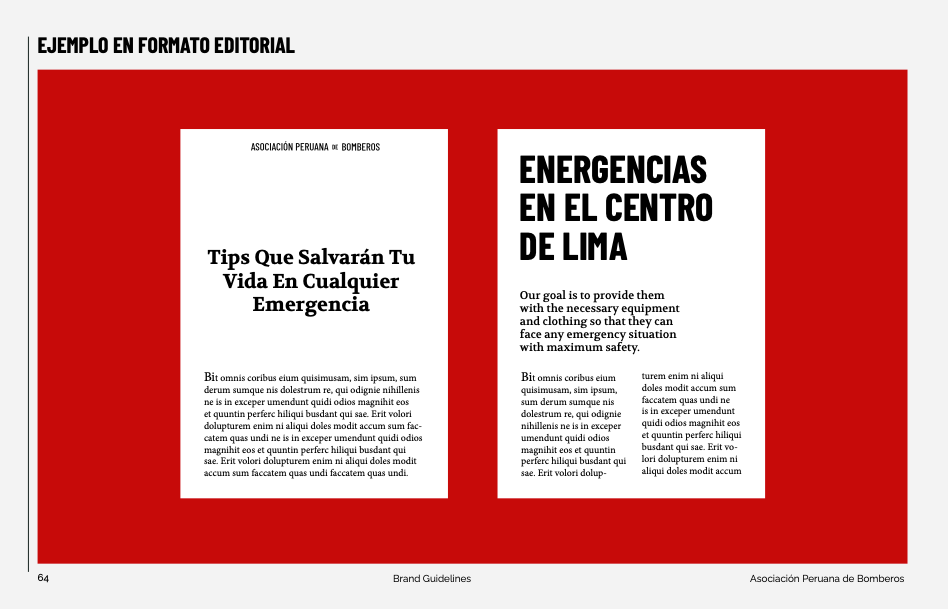 EJEMPLO EN FORMATO EDITORIAL
ASOCIACIÓN PERUANA DE BOMBEROS
Tips Que Salvarán Tu
Vida En Cualquier
Emergencia
Bit omnis coribus eium quisimusam, sim ipsum, sum
derum sumque nis dolestrum re, qui odignie nihillenis
ne is in exceper umendunt quidi odios magnihit eos
et quuntin perferc hiliqui busdant qui sae. Erit volori
dolupturem enim ni aliqui doles modit accum sum fac-
catem quas undi ne is in exceper umendunt quidi odios
magnihit eos et quuntin perferc hiliqui busdant qui
sae. Erit volori dolupturem enim ni aliqui doles modit
accum sum faccatem quas undi faccatem quas undi.
ENERGENCIAS
EN EL CENTRO
DE LIMA
Our goal is to provide them
with the necessary equipment
and clothing so that they can
face any emergency situation
with maximum safety.
Bit omnis coribus eium
quisimusam, sim ipsum,
sum derum sumque nis
dolestrum re, qui odignie
nihillenis ne is in exceper
umendunt quidi odios
magnihit eos et quuntin
perferc hiliqui busdant qui
sae. Erit volori dolup-
turem enim ni aliqui
doles modit accum sum
faccatem quas undi ne
is in exceper umendunt
quidi odios magnihit eos
et quuntin perferc hiliqui
busdant qui sae. Erit vo-
lori dolupturem enim ni
aliqui doles modit accum
64
Brand Guidelines
Asociación Peruana de Bomberos